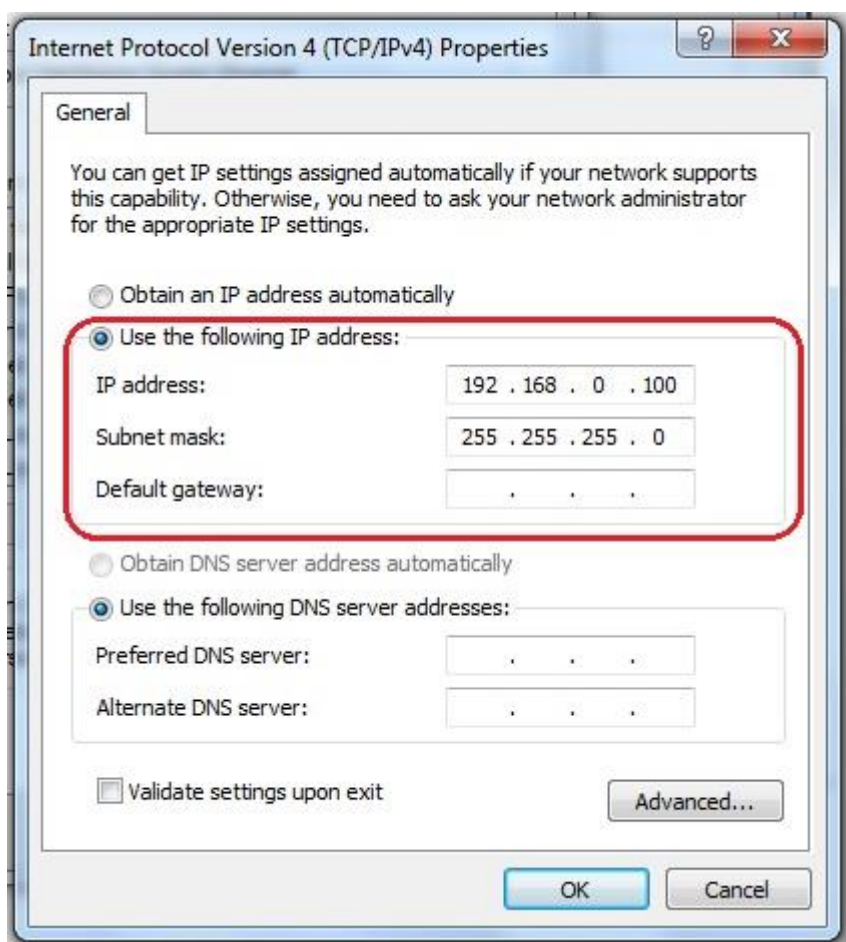 Internet Protocol Version 4 (TCP/IPv4) Properties
General
You can get IP settings assigned automatically if your network supports
this capability. Otherwise, you need to ask your network administrator
for the appropriate IP settings.
Obtain an IP address automatically
Use the following IP address:
IP address: 192 . 168 . 0 . 100
Subnet mask: 255 . 255 . 255 . 0
Default gateway: . . .
Obtain DNS server address automatically
Use the following DNS server addresses:
Preferred DNS server: . . .
Alternate DNS server: . . .
Validate settings upon exit
Advanced...
OK Cancel